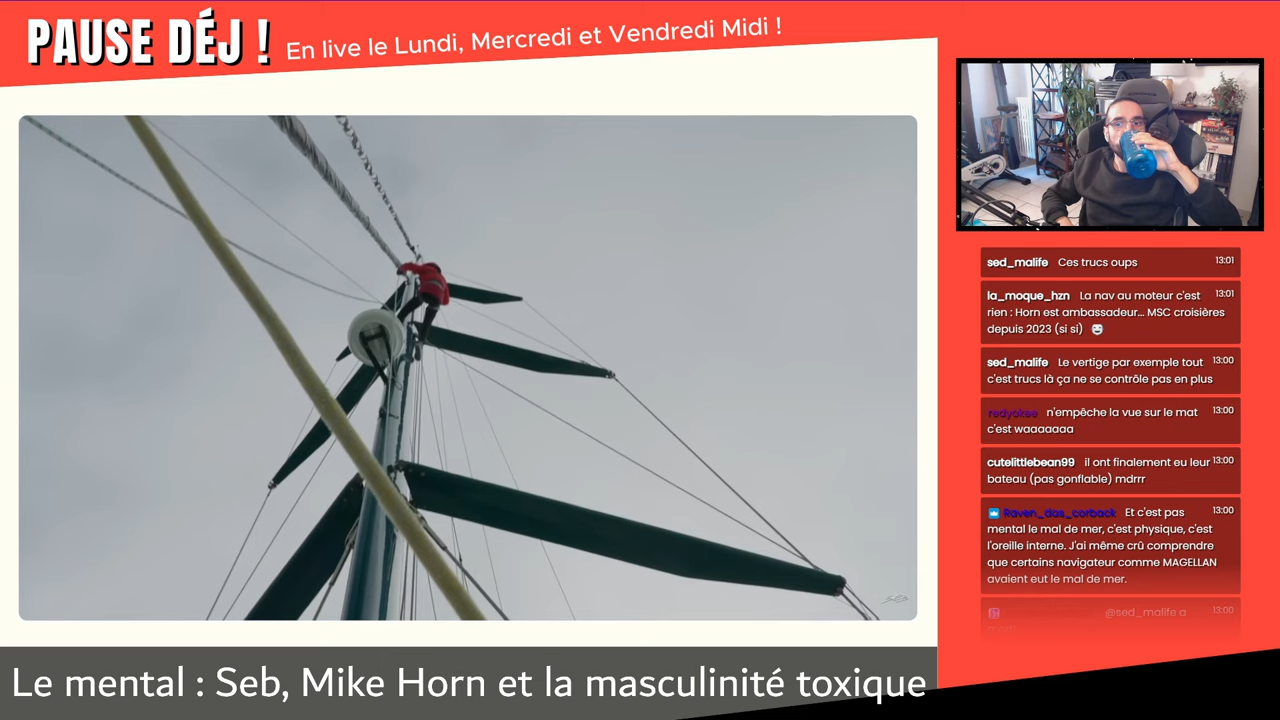 PAUSE DÉJ !
En live le Lundi, Mercredi et Vendredi Midi !
sed_malife Ces trucs oups 13:01
la_moque_hzn La nav au moteur c'est 13:01
rien : Horn est ambassadeur... MSC croisières
depuis 2023 (si si)
sed_malife Le vertige par exemple tout 13:00
c'est trucs là ça ne se contrôle pas en plus
redyokee n'empêche la vue sur le mat 13:00
c'est waaaaaaa
cutelittlebean99 il ont finalement eu leur 13:00
bateau (pas gonflable) mdrrr
Raven_das_corback Et c'est pas 13:00
mental le mal de mer, c'est physique, c'est
l'oreille interne. J'ai même crû comprendre
que certains navigateur comme MAGELLAN
avaient eut le mal de mer.
@sed_malife a 13:00
Le mental : Seb, Mike Horn et la masculinité toxique